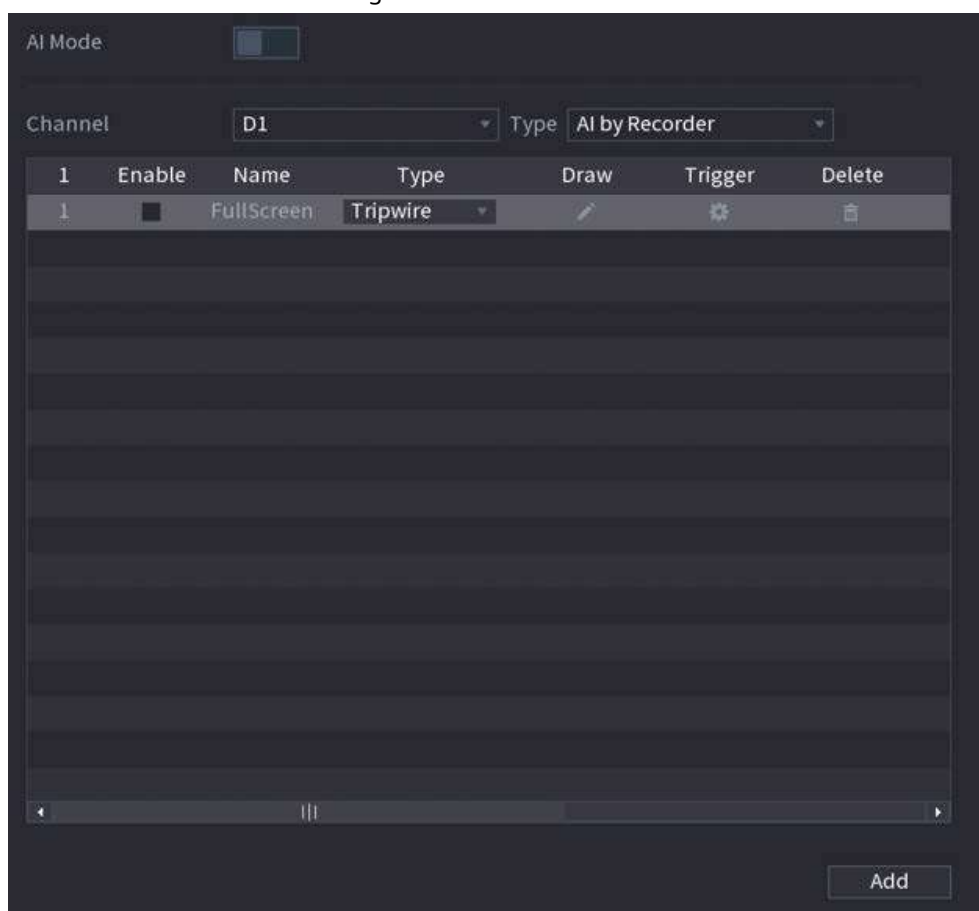 AI Mode
Channel D1 Type AI by Recorder
1 Enable Name Type Draw Trigger Delete
1 FullScreen Tripwire
Add